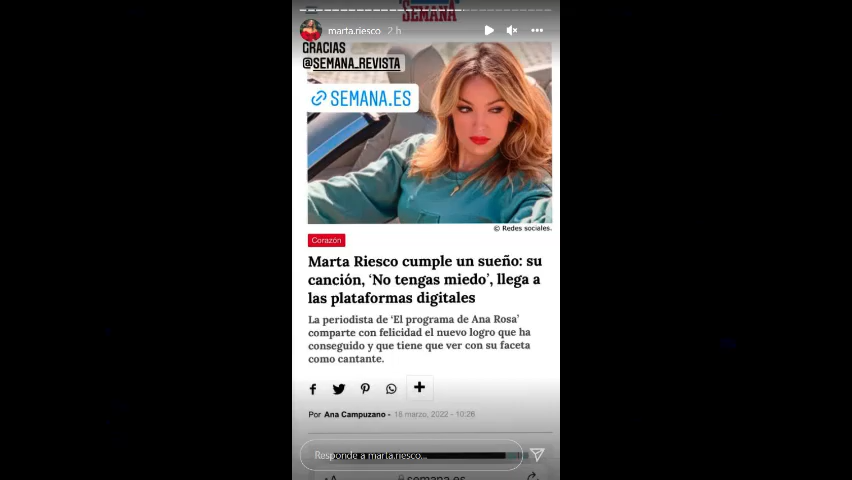 SEMANA
marta.riesco 2 h
GRACIAS
@SEMANA_REVISTA
SEMANA.ES
© Redes sociales.
Corazón
Marta Riesco cumple un sueño: su
canción, ‘No tengas miedo’, llega a
las plataformas digitales
La periodista de ‘El programa de Ana Rosa’
comparte con felicidad el nuevo logro que ha
conseguido y que tiene que ver con su faceta
como cantante.
Por Ana Campuzano - 16 marzo, 2022 - 10:26
Responde a marta.riesco...
semana.es